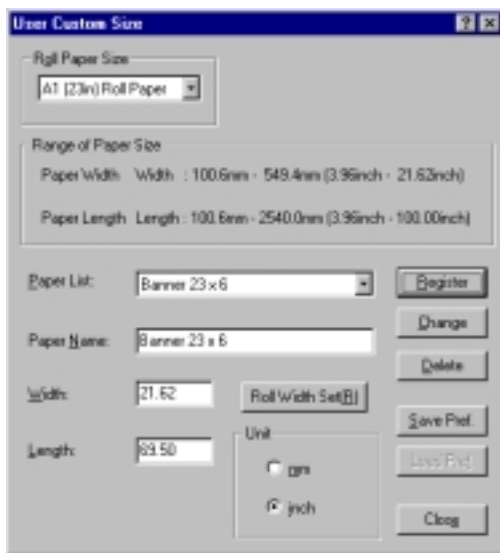 User Custom Size
Roll Paper Size
A1 (23in) Roll Paper
Range of Paper Size
Paper Width Width : 100.6mm - 549.4mm (3.96inch - 21.62inch)
Paper Length Length : 100.6mm - 2540.0mm (3.96inch - 100.00inch)
Paper List: Banner 23 x 6 Register
Change
Paper Name: Banner 23 x 6
Delete
Width: 21.62 Roll Width Set(R)
Save Pref.
Length: 69.50 Unit
mm Load Pref.
inch
Close